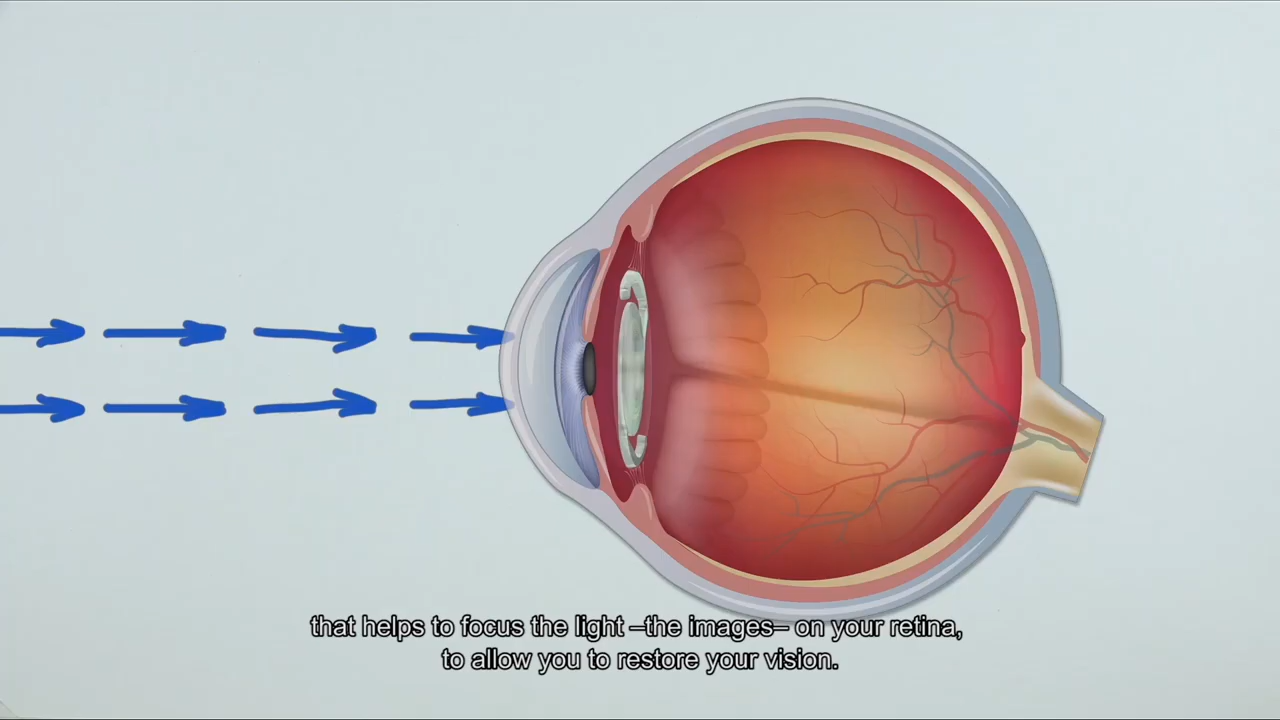 that helps to focus the light –the images– on your retina,
to allow you to restore your vision.